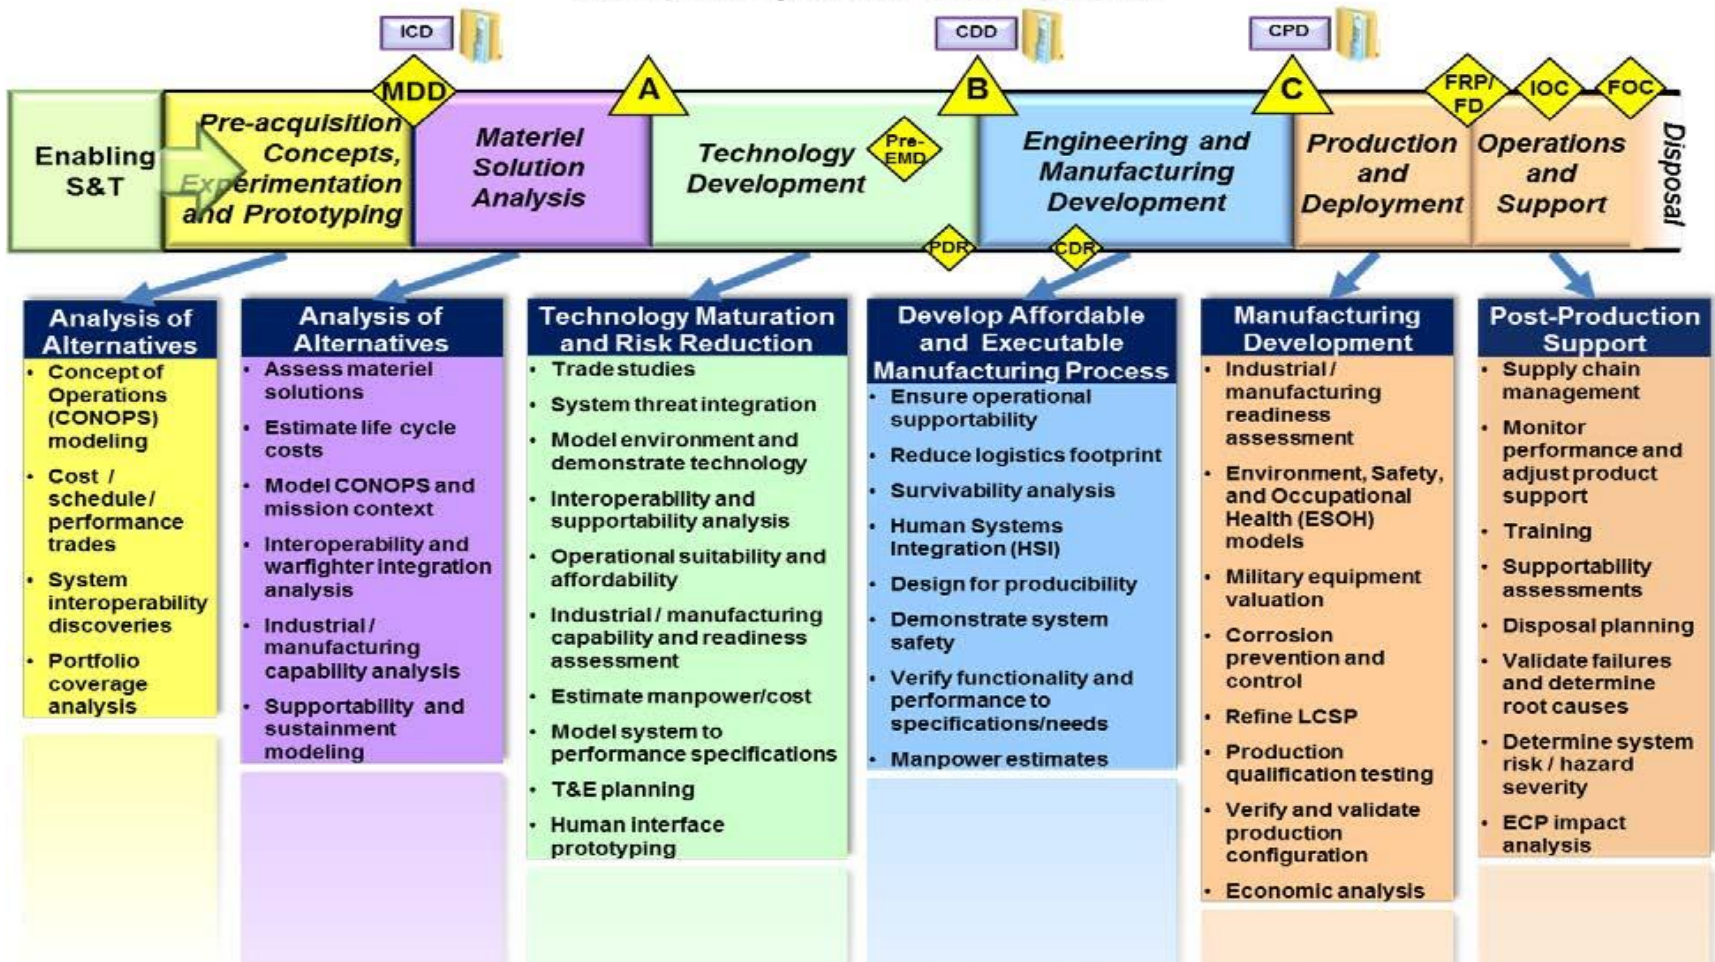 ICD
CDD
CPD
MDD
A
B
C
FRP/
FD
IOC
FOC
Enabling
S&T
Pre-acquisition
Concepts,
Experimentation
and Prototyping
Materiel
Solution
Analysis
Technology
Development
Pre-
EMD
PDR
Engineering and
Manufacturing
Development
CDR
Production
and
Deployment
Operations
and
Support
Disposal
Analysis of
Alternatives
• Concept of
Operations
(CONOPS)
modeling
• Cost /
schedule/
performance
trades
• System
interoperability
discoveries
• Portfolio
coverage
analysis
Analysis of
Alternatives
• Assess materiel
solutions
• Estimate life cycle
costs
• Model CONOPS and
mission context
• Interoperability and
warfighter integration
analysis
• Industrial /
manufacturing
capability analysis
• Supportability and
sustainment
modeling
Technology Maturation
and Risk Reduction
• Trade studies
• System threat integration
• Model environment and
demonstrate technology
• Interoperability and
supportability analysis
• Operational suitability and
affordability
• Industrial / manufacturing
capability and readiness
assessment
• Estimate manpower/cost
• Model system to
performance specifications
• T&E planning
• Human interface
prototyping
Develop Affordable
and Executable
Manufacturing Process
• Ensure operational
supportability
• Reduce logistics footprint
• Survivability analysis
• Human Systems
Integration (HSI)
• Design for producibility
• Demonstrate system
safety
• Verify functionality and
performance to
specifications/needs
• Manpower estimates
Manufacturing
Development
• Industrial /
manufacturing
readiness
assessment
• Environment, Safety,
and Occupational
Health (ESOH)
models
• Military equipment
valuation
• Corrosion
prevention and
control
• Refine LCSP
• Production
qualification testing
• Verify and validate
production
configuration
• Economic analysis
Post-Production
Support
• Supply chain
management
• Monitor
performance and
adjust product
support
• Training
• Supportability
assessments
• Disposal planning
• Validate failures
and determine
root causes
• Determine system
risk / hazard
severity
• ECP impact
analysis